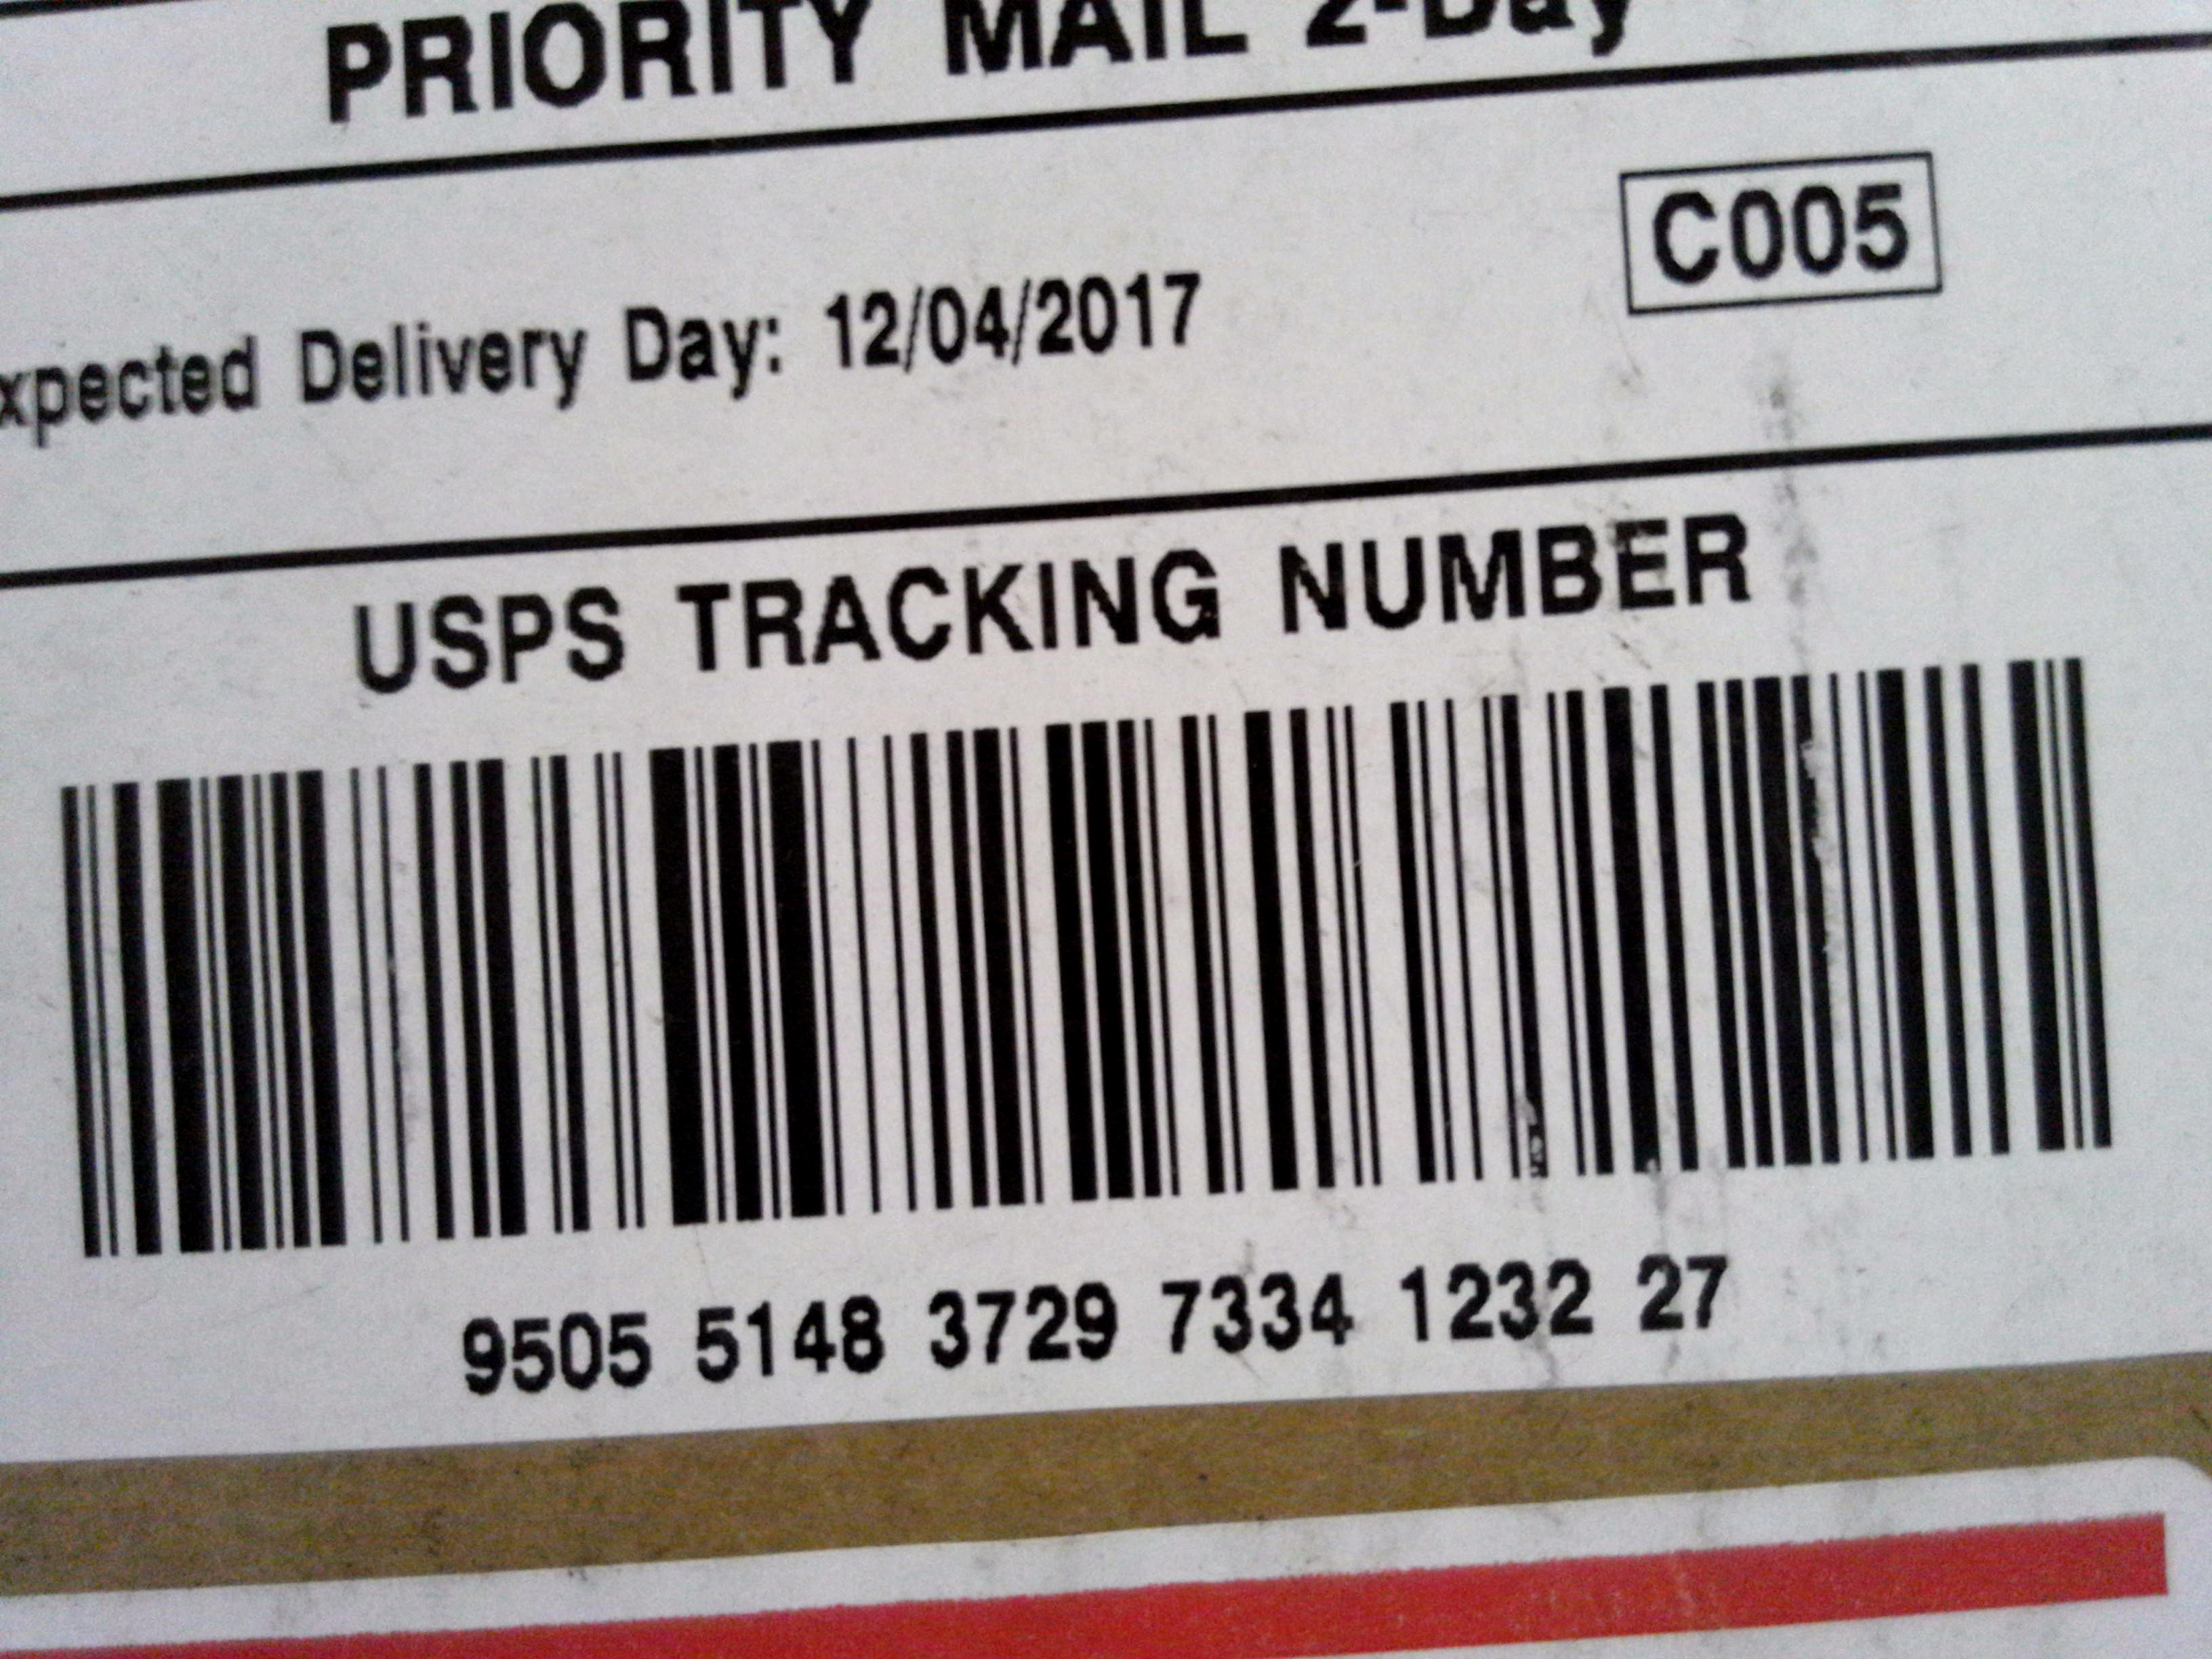 PRIORITY MAIL 2-Day
C005
xpected Delivery Day: 12/04/2017
USPS TRACKING NUMBER
9505 5148 3729 7334 1232 27